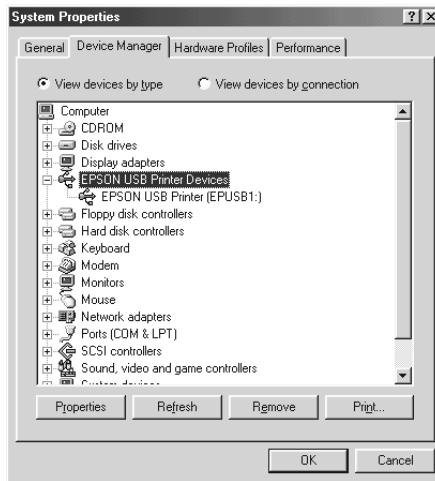 System Properties
General Device Manager Hardware Profiles Performance
View devices by type View devices by connection
Computer
CDROM
Disk drives
Display adapters
EPSON USB Printer Devices
EPSON USB Printer (EPUSB1:)
Floppy disk controllers
Hard disk controllers
Keyboard
Modem
Monitors
Mouse
Network adapters
Ports (COM & LPT)
SCSI controllers
Sound, video and game controllers
System devices
Properties Refresh Remove Print...
OK Cancel